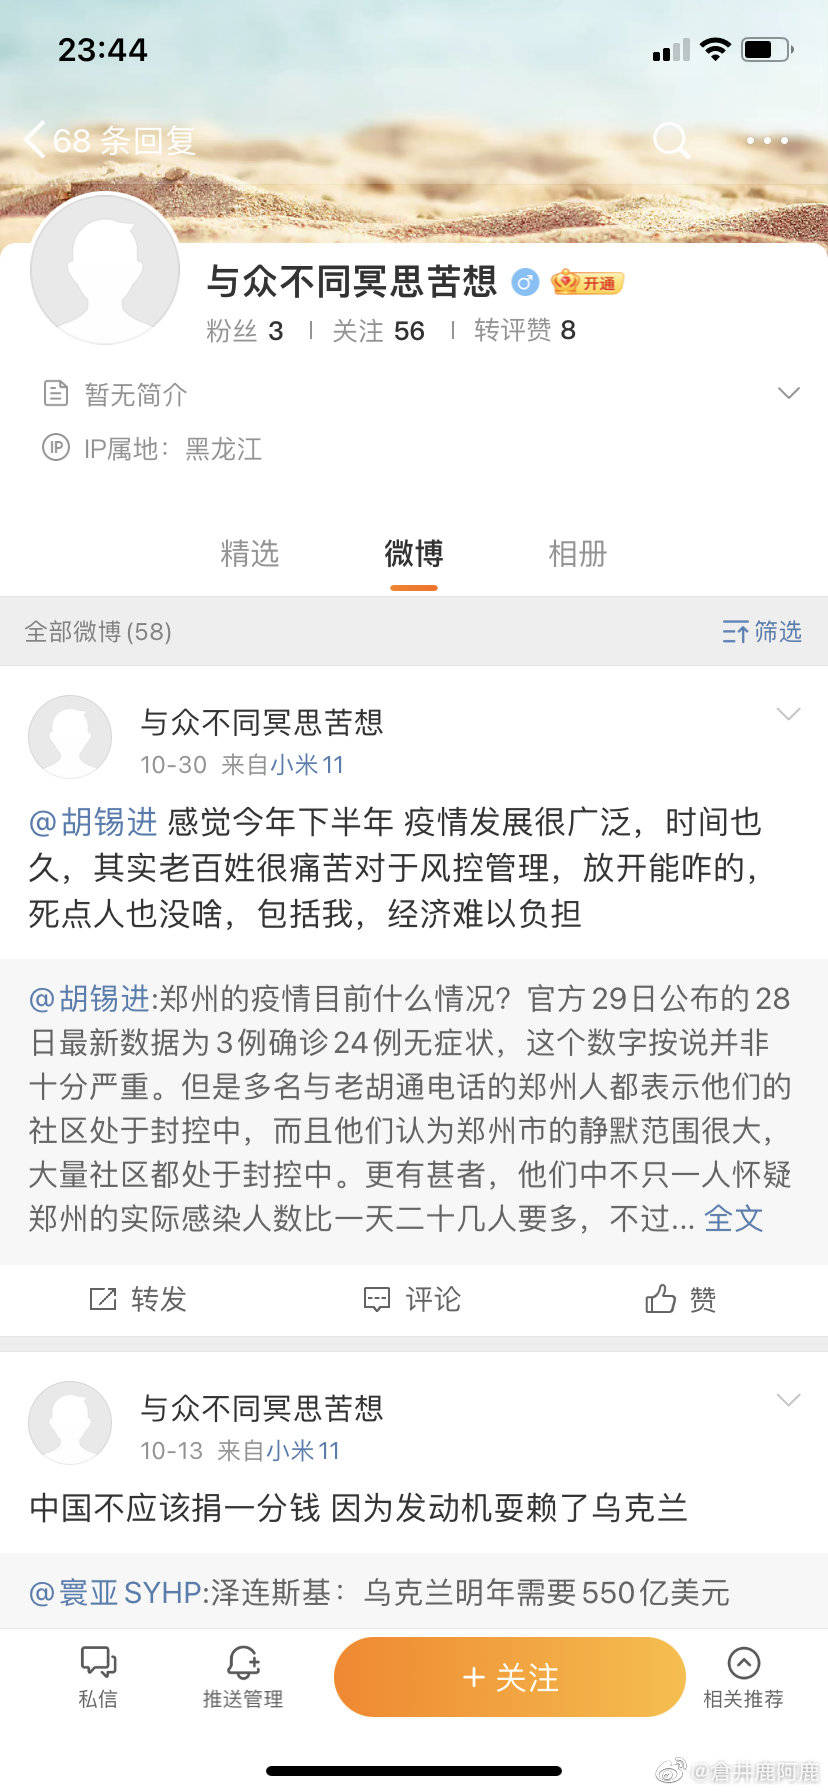 23:44
68 条回复
与众不同冥思苦想 开通
粉丝 3 | 关注 56 | 转评赞 8
暂无简介
IP IP属地：黑龙江
精选 微博 相册
全部微博(58) 筛选
与众不同冥思苦想
10-30 来自小米11
@胡锡进 感觉今年下半年 疫情发展很广泛，时间也
久，其实老百姓很痛苦对于风控管理，放开能咋的，
死点人也没啥，包括我，经济难以负担
@胡锡进:郑州的疫情目前什么情况？官方29日公布的28
日最新数据为3例确诊24例无症状，这个数字按说并非
十分严重。但是多名与老胡通电话的郑州人都表示他们的
社区处于封控中，而且他们认为郑州市的静默范围很大，
大量社区都处于封控中。更有甚者，他们中不只一人怀疑
郑州的实际感染人数比一天二十几人要多，不过... 全文
转发 评论 赞
与众不同冥思苦想
10-13 来自小米11
中国不应该捐一分钱 因为发动机耍赖了乌克兰
@寰亚SYHP:泽连斯基：乌克兰明年需要550亿美元
私信 推送管理 +关注 相关推荐
@倉井鹿阿鹿